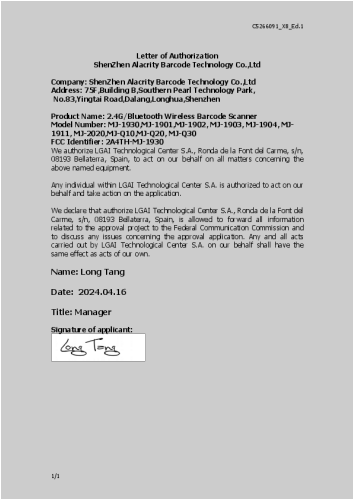 CS266091_XR_Ed.1
Letter of Authorization
ShenZhen Alacrity Barcode Technology Co.,Ltd
Company: ShenZhen Alacrity Barcode Technology Co.,Ltd
Address: 75F,Building B,Southern Pearl Technology Park,
No.83,Yingtai Road,Dalang,Longhua,Shenzhen
Product Name: 2.4G/Bluetooth Wireless Barcode Scanner
Model Number: MJ-1930,MJ-1901,MJ-1902, MJ-1903, MJ-1904, MJ-
1911, MJ-2020,MJ-Q10,MJ-Q20, MJ-Q30
FCC Identifier: 2A4TH-MJ-1930
We authorize LGAI Technological Center S.A., Ronda de la Font del Carme, s/n,
08193 Bellaterra, Spain, to act on our behalf on all matters concerning the
above named equipment.
Any individual within LGAI Technological Center S.A. is authorized to act on our
behalf and take action on the application.
We declare that authorize LGAI Technological Center S.A., Ronda de la Font del
Carme, s/n, 08193 Bellaterra, Spain, is allowed to forward all information
related to the approval project to the Federal Communication Commission and
to discuss any issues concerning the approval application. Any and all acts
carried out by LGAI Technological Center S.A. on our behalf shall have the
same effect as acts of our own.
Name: Long Tang
Date: 2024.04.16
Title: Manager
Signature of applicant:
Long Tang
1/1